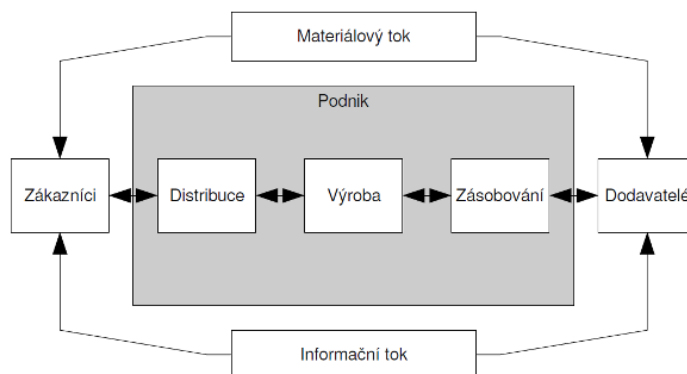 Materiálový tok
Podnik
Zákazníci
Distribuce
Výroba
Zásobování
Dodavatelé
Informační tok